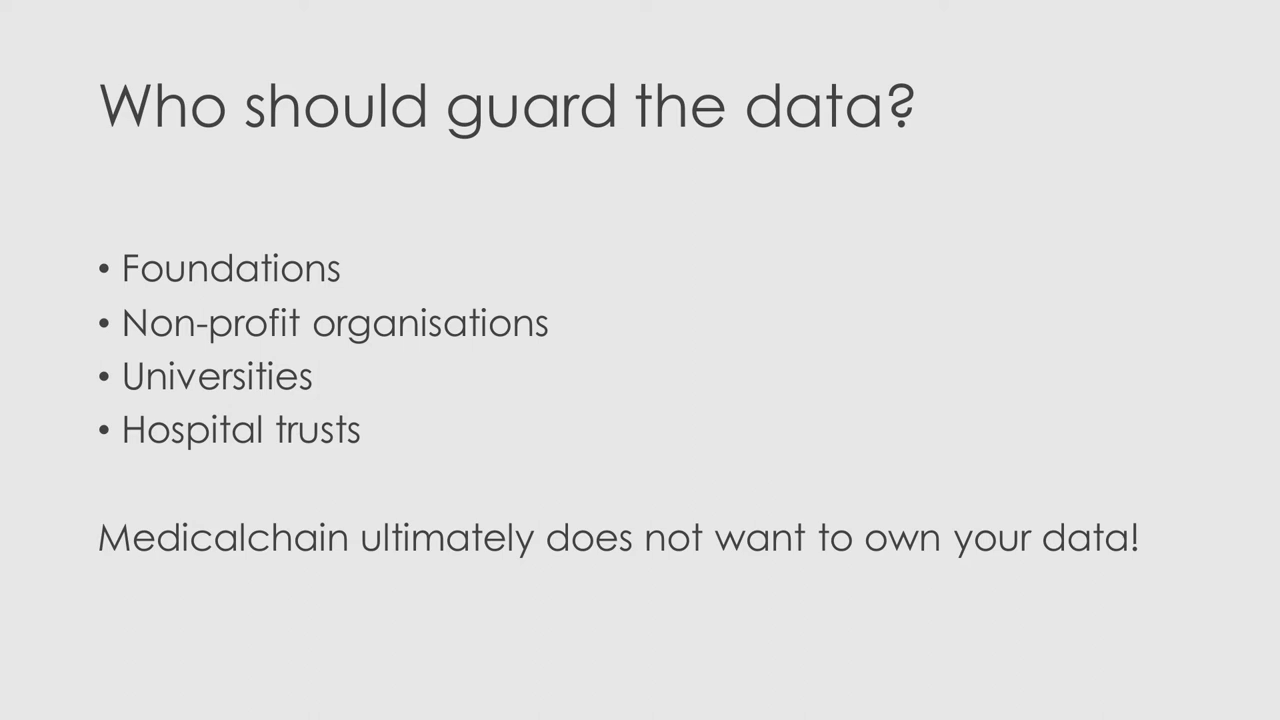 Who should guard the data?
• Foundations
• Non-profit organisations
• Universities
• Hospital trusts
Medicalchain ultimately does not want to own your data!